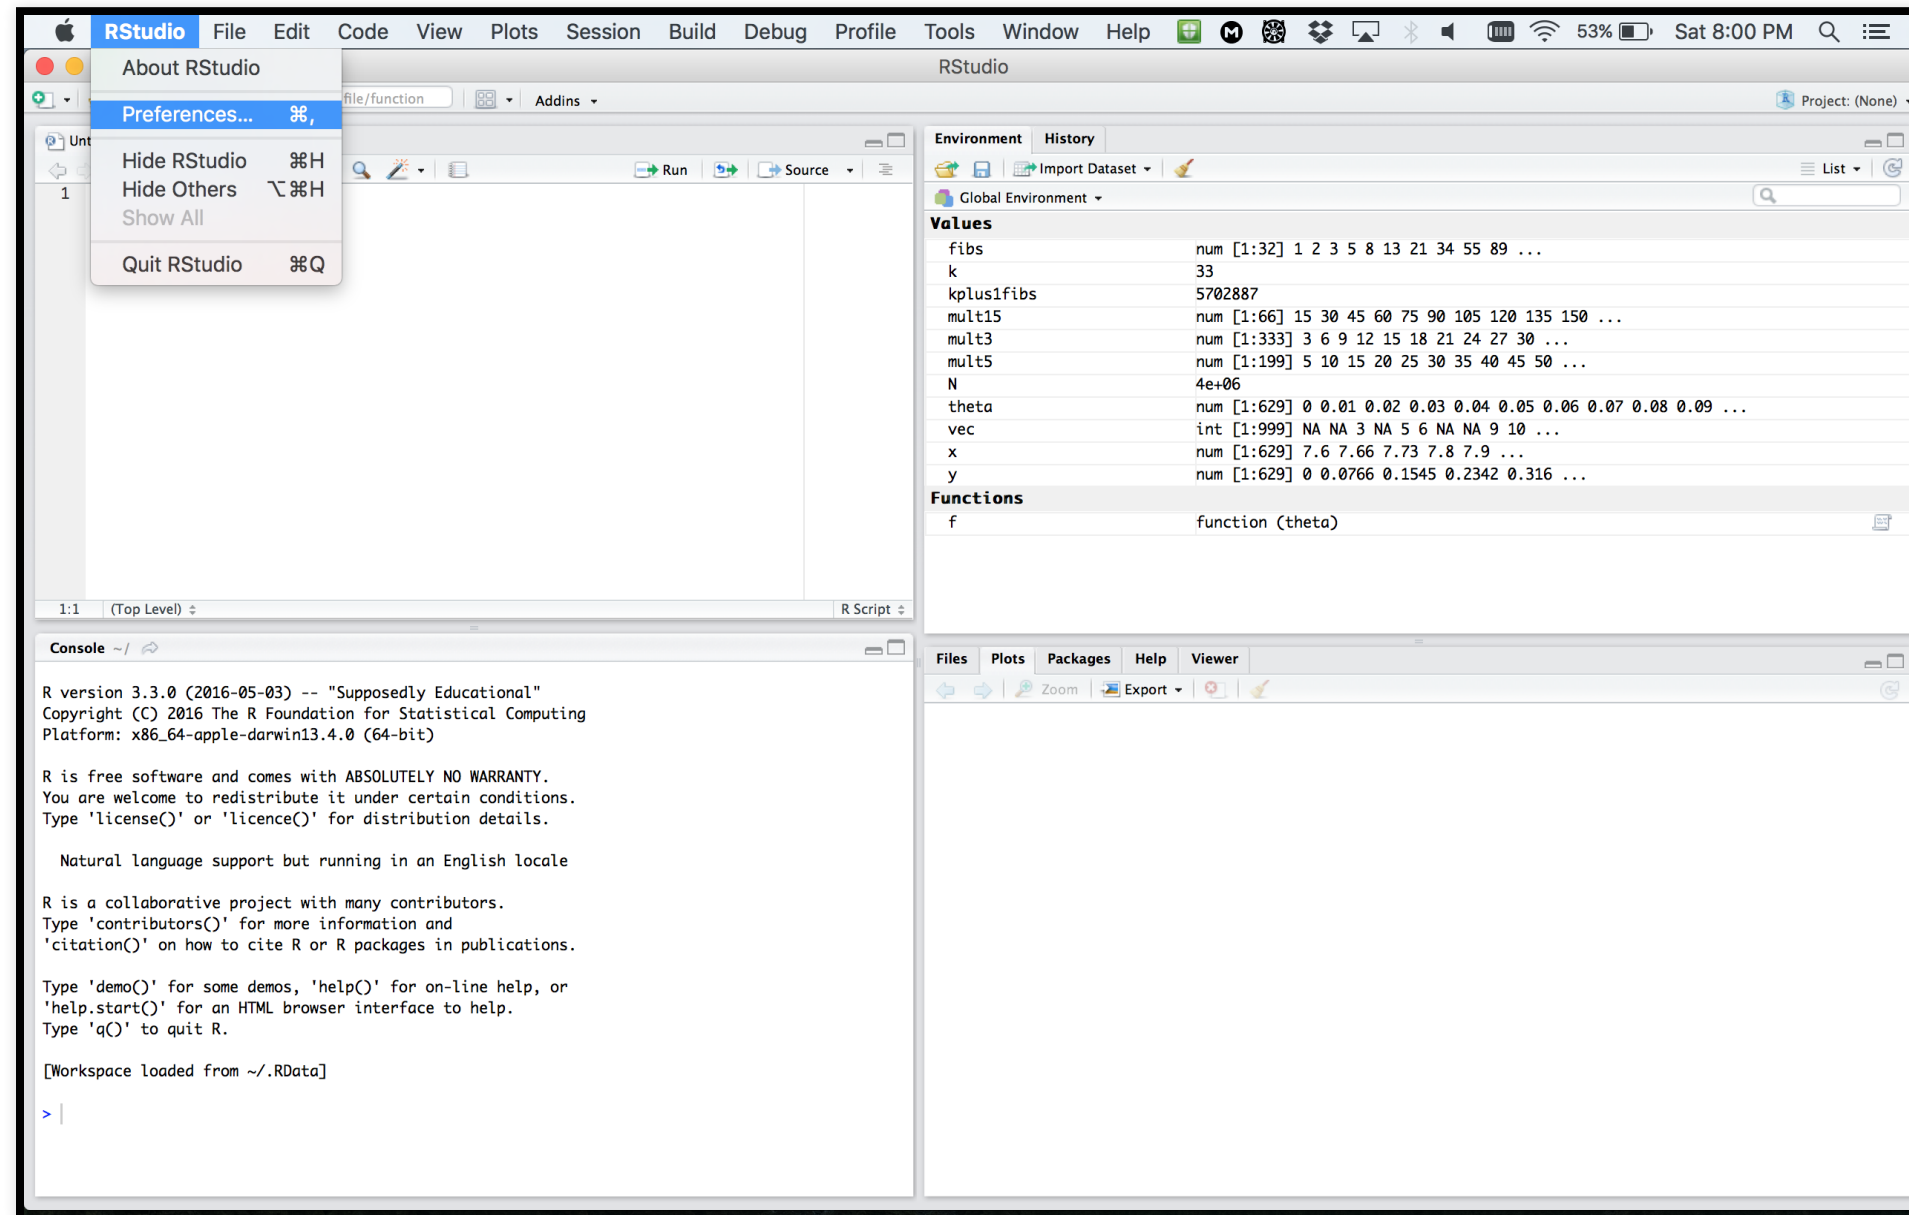 RStudio File Edit Code View Plots Session Build Debug Profile Tools Window Help 53% Sat 8:00 PM
RStudio
About RStudio
Preferences... ⌘,
Hide RStudio ⌘H
Hide Others ⌥⌘H
Show All
Quit RStudio ⌘Q
file/function Addins Project: (None)
Unt
Run Source
1
1:1 (Top Level) R Script
Console ~/
R version 3.3.0 (2016-05-03) -- "Supposedly Educational"
Copyright (C) 2016 The R Foundation for Statistical Computing
Platform: x86_64-apple-darwin13.4.0 (64-bit)
R is free software and comes with ABSOLUTELY NO WARRANTY.
You are welcome to redistribute it under certain conditions.
Type 'license()' or 'licence()' for distribution details.
Natural language support but running in an English locale
R is a collaborative project with many contributors.
Type 'contributors()' for more information and
'citation()' on how to cite R or R packages in publications.
Type 'demo()' for some demos, 'help()' for on-line help, or
'help.start()' for an HTML browser interface to help.
Type 'q()' to quit R.
[Workspace loaded from ~/.RData]
>
Environment History
Import Dataset List
Global Environment
Values
fibs num [1:32] 1 2 3 5 8 13 21 34 55 89 ...
k 33
kplus1fibs 5702887
mult15 num [1:66] 15 30 45 60 75 90 105 120 135 150 ...
mult3 num [1:333] 3 6 9 12 15 18 21 24 27 30 ...
mult5 num [1:199] 5 10 15 20 25 30 35 40 45 50 ...
N 4e+06
theta num [1:629] 0 0.01 0.02 0.03 0.04 0.05 0.06 0.07 0.08 0.09 ...
vec int [1:999] NA NA 3 NA 5 6 NA NA 9 10 ...
x num [1:629] 7.6 7.66 7.73 7.8 7.9 ...
y num [1:629] 0 0.0766 0.1545 0.2342 0.316 ...
Functions
f function (theta)
Files Plots Packages Help Viewer
Zoom Export